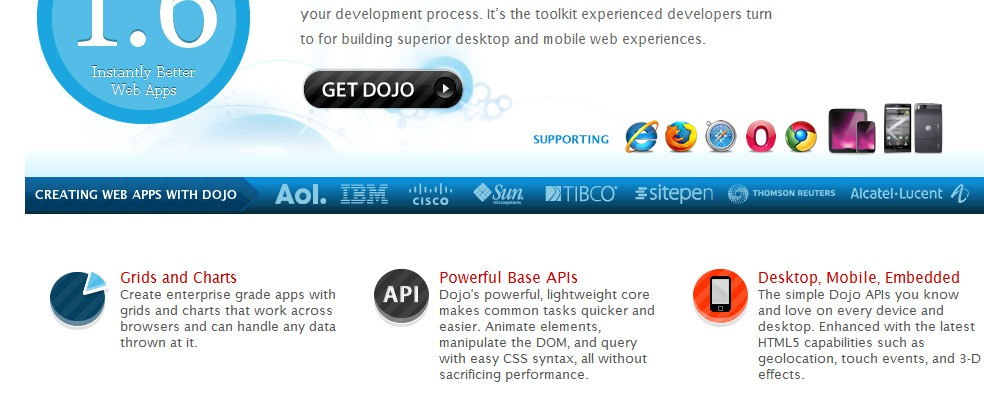 your development process. It's the toolkit experienced developers turn
to for building superior desktop and mobile web experiences.
1.6
Instantly Better
Web Apps
GET DOJO
SUPPORTING
CREATING WEB APPS WITH DOJO
Aol. IBM cisco Sun microsystems TIBCO sitepen THOMSON REUTERS Alcatel-Lucent
Grids and Charts
Create enterprise grade apps with
grids and charts that work across
browsers and can handle any data
thrown at it.
API
Powerful Base APIs
Dojo's powerful, lightweight core
makes common tasks quicker and
easier. Animate elements,
manipulate the DOM, and query
with easy CSS syntax, all without
sacrificing performance.
Desktop, Mobile, Embedded
The simple Dojo APIs you know
and love on every device and
desktop. Enhanced with the latest
HTML5 capabilities such as
geolocation, touch events, and 3-D
effects.